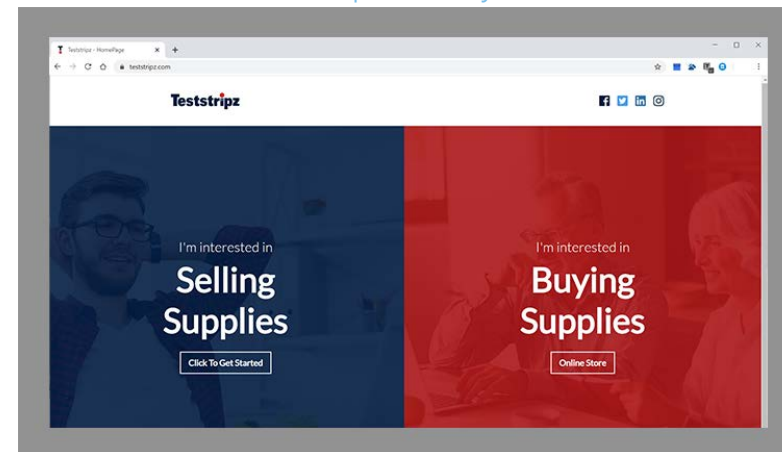 Teststripz - HomePage
teststripz.com
Teststripz
I'm interested in
Selling
Supplies
Click To Get Started
I'm interested in
Buying
Supplies
Online Store